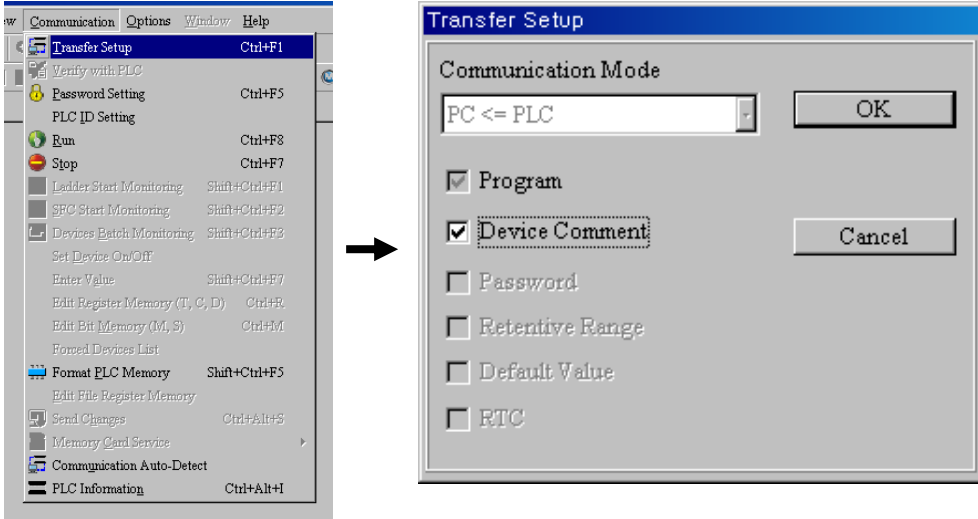 ew Communication Options Window Help
Transfer Setup Ctrl+F1
Verify with PLC
Password Setting Ctrl+F5
PLC ID Setting
Run Ctrl+F8
Stop Ctrl+F7
Ladder Start Monitoring Shift+Ctrl+F1
SFC Start Monitoring Shift+Ctrl+F2
Devices Batch Monitoring Shift+Ctrl+F3
Set Device On/Off
Enter Value Shift+Ctrl+F7
Edit Register Memory (T, C, D) Ctrl+R
Edit Bit Memory (M, S) Ctrl+M
Forced Devices List
Format PLC Memory Shift+Ctrl+F5
Edit File Register Memory
Send Changes Ctrl+Alt+S
Memory Card Service
Communication Auto-Detect
PLC Information Ctrl+Alt+I
Transfer Setup
Communication Mode
PC <= PLC
OK
Program
Device Comment
Cancel
Password
Retentive Range
Default Value
RTC